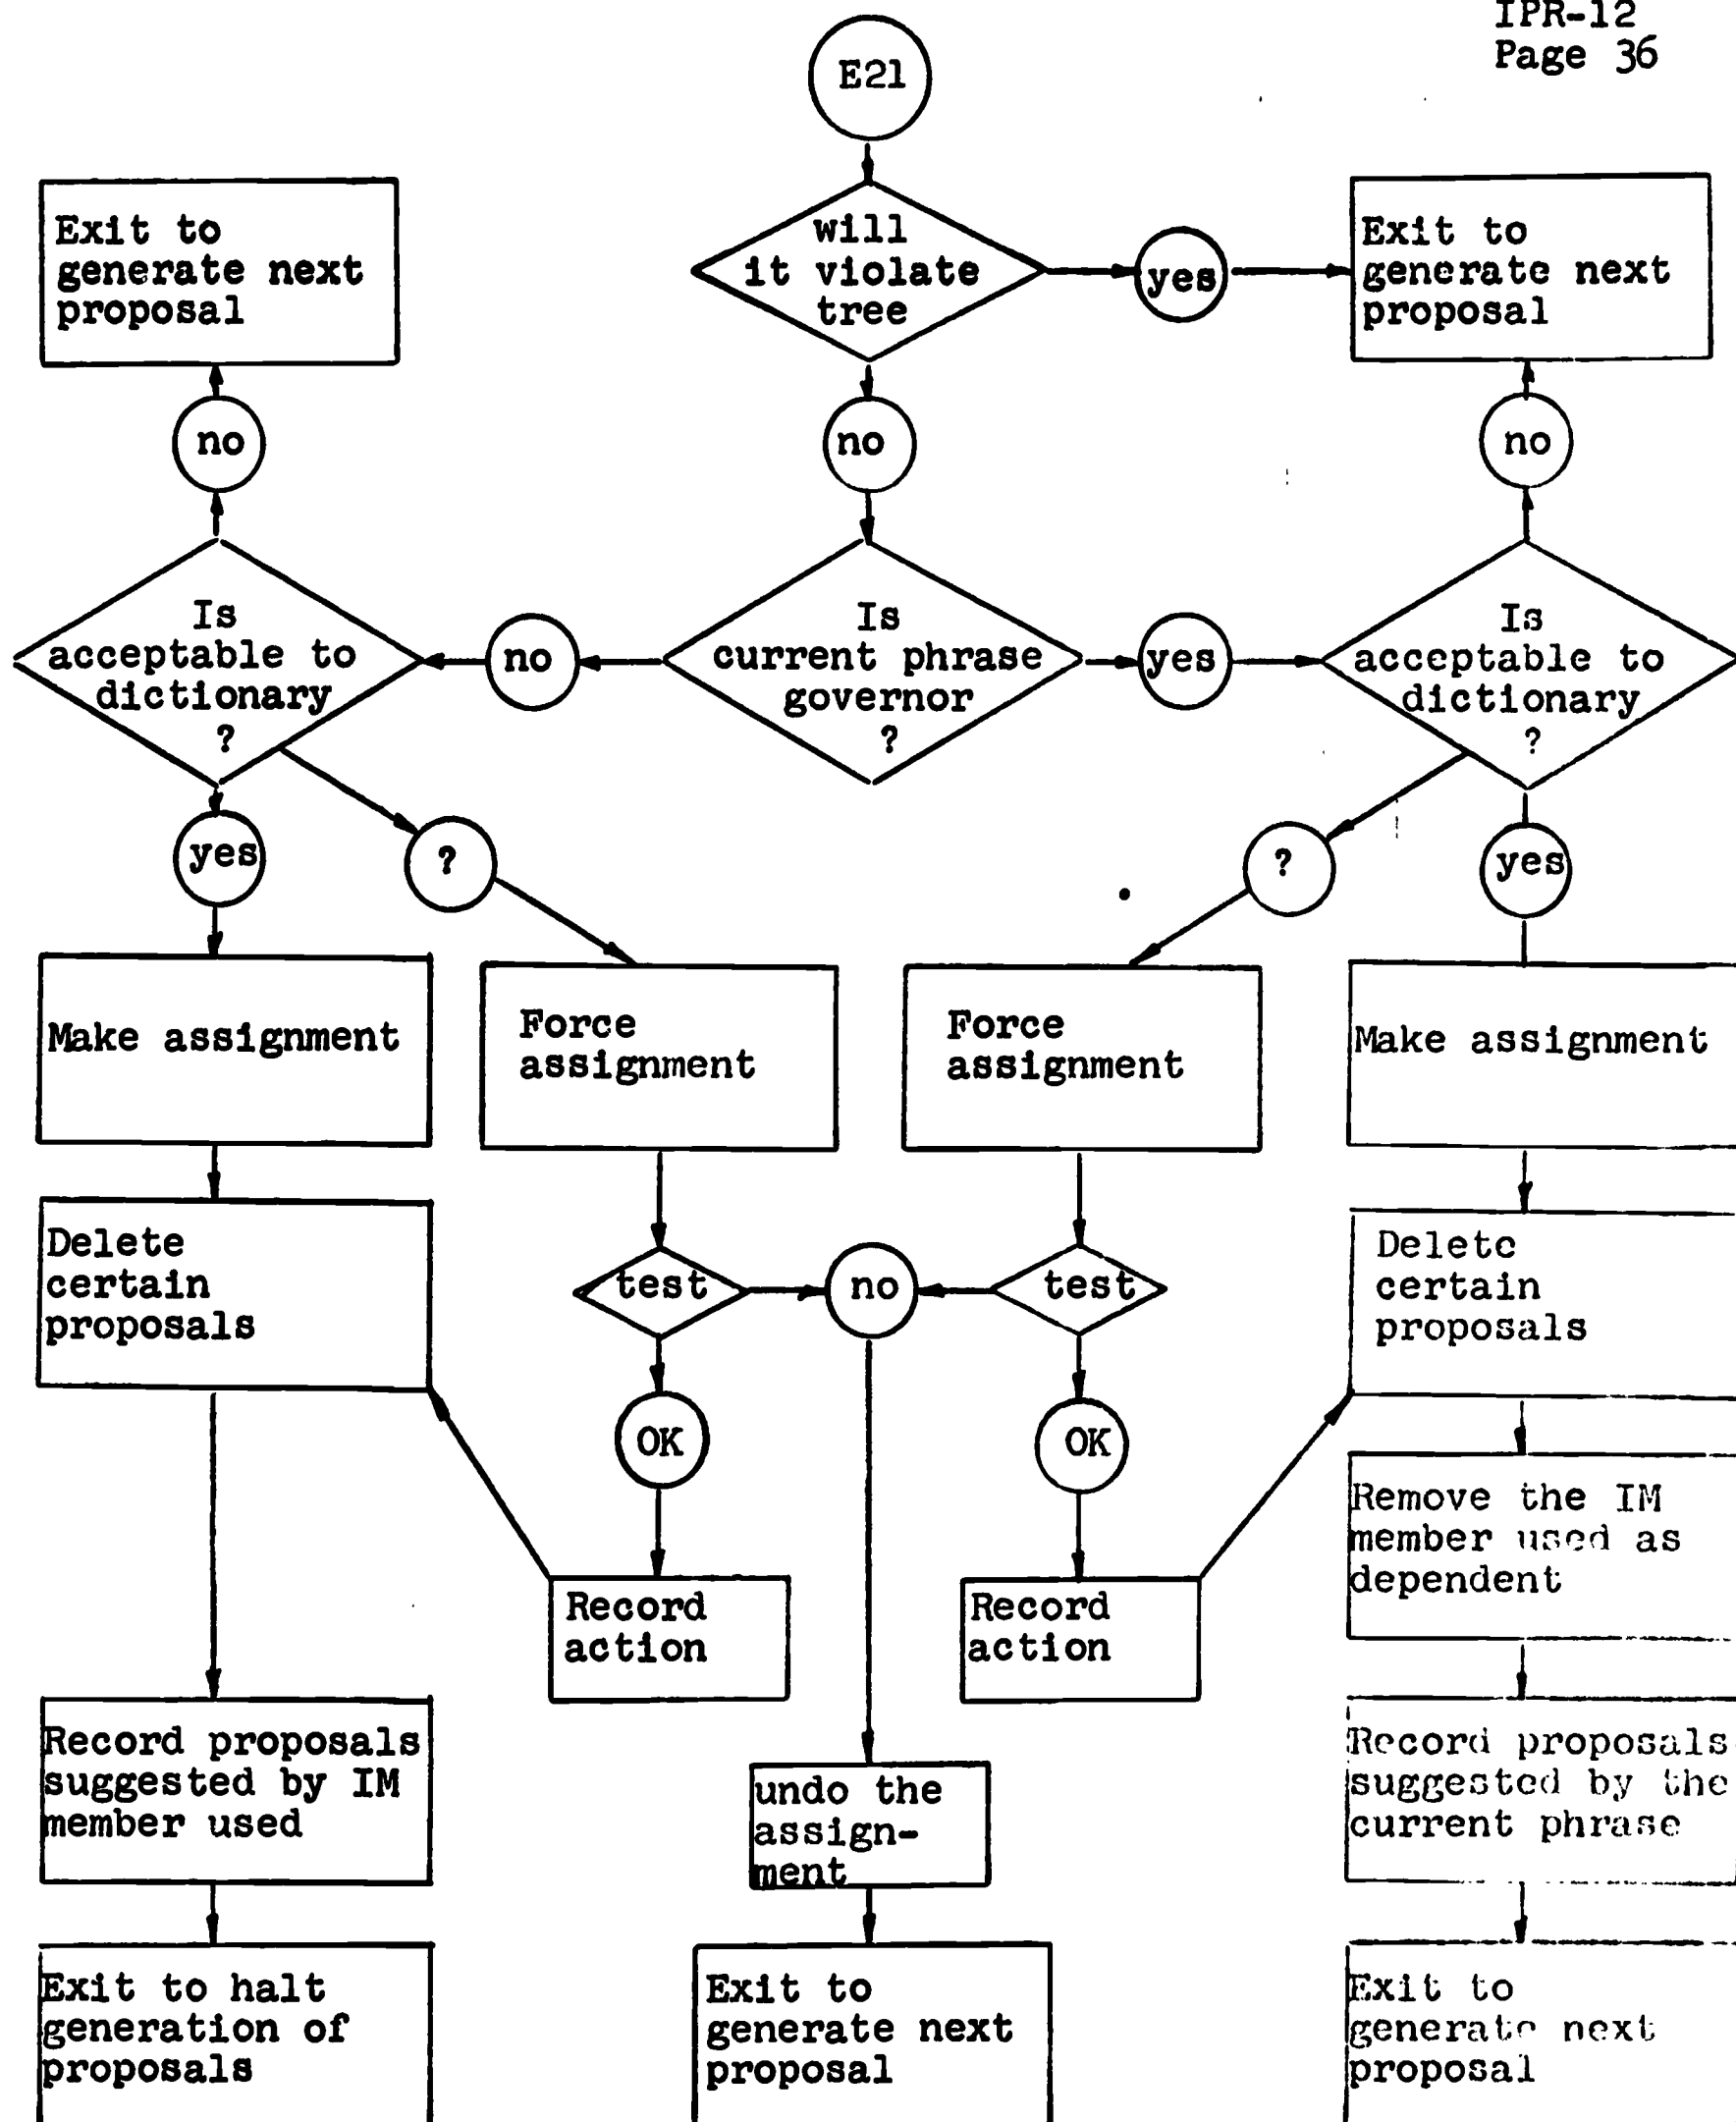 IPR-12
Page 36
E21
Exit to
generate next
proposal
will
it violate
tree
yes
Exit to
generate next
proposal
no
no
no
Is
acceptable to
dictionary
?
no
Is
current phrase
governor
?
yes
Is
acceptable to
dictionary
?
yes
?
?
yes
Make assignment
Force
assignment
Force
assignment
Make assignment
Delete
certain
proposals
test
no
test
Delete
certain
proposals
OK
OK
Remove the IM
member used as
dependent
Record
action
Record
action
Record proposals
suggested by IM
member used
undo the
assign-
ment
Record proposals
suggested by the
current phrase
Exit to halt
generation of
proposals
Exit to
generate next
proposal
Exit to
generate next
proposal